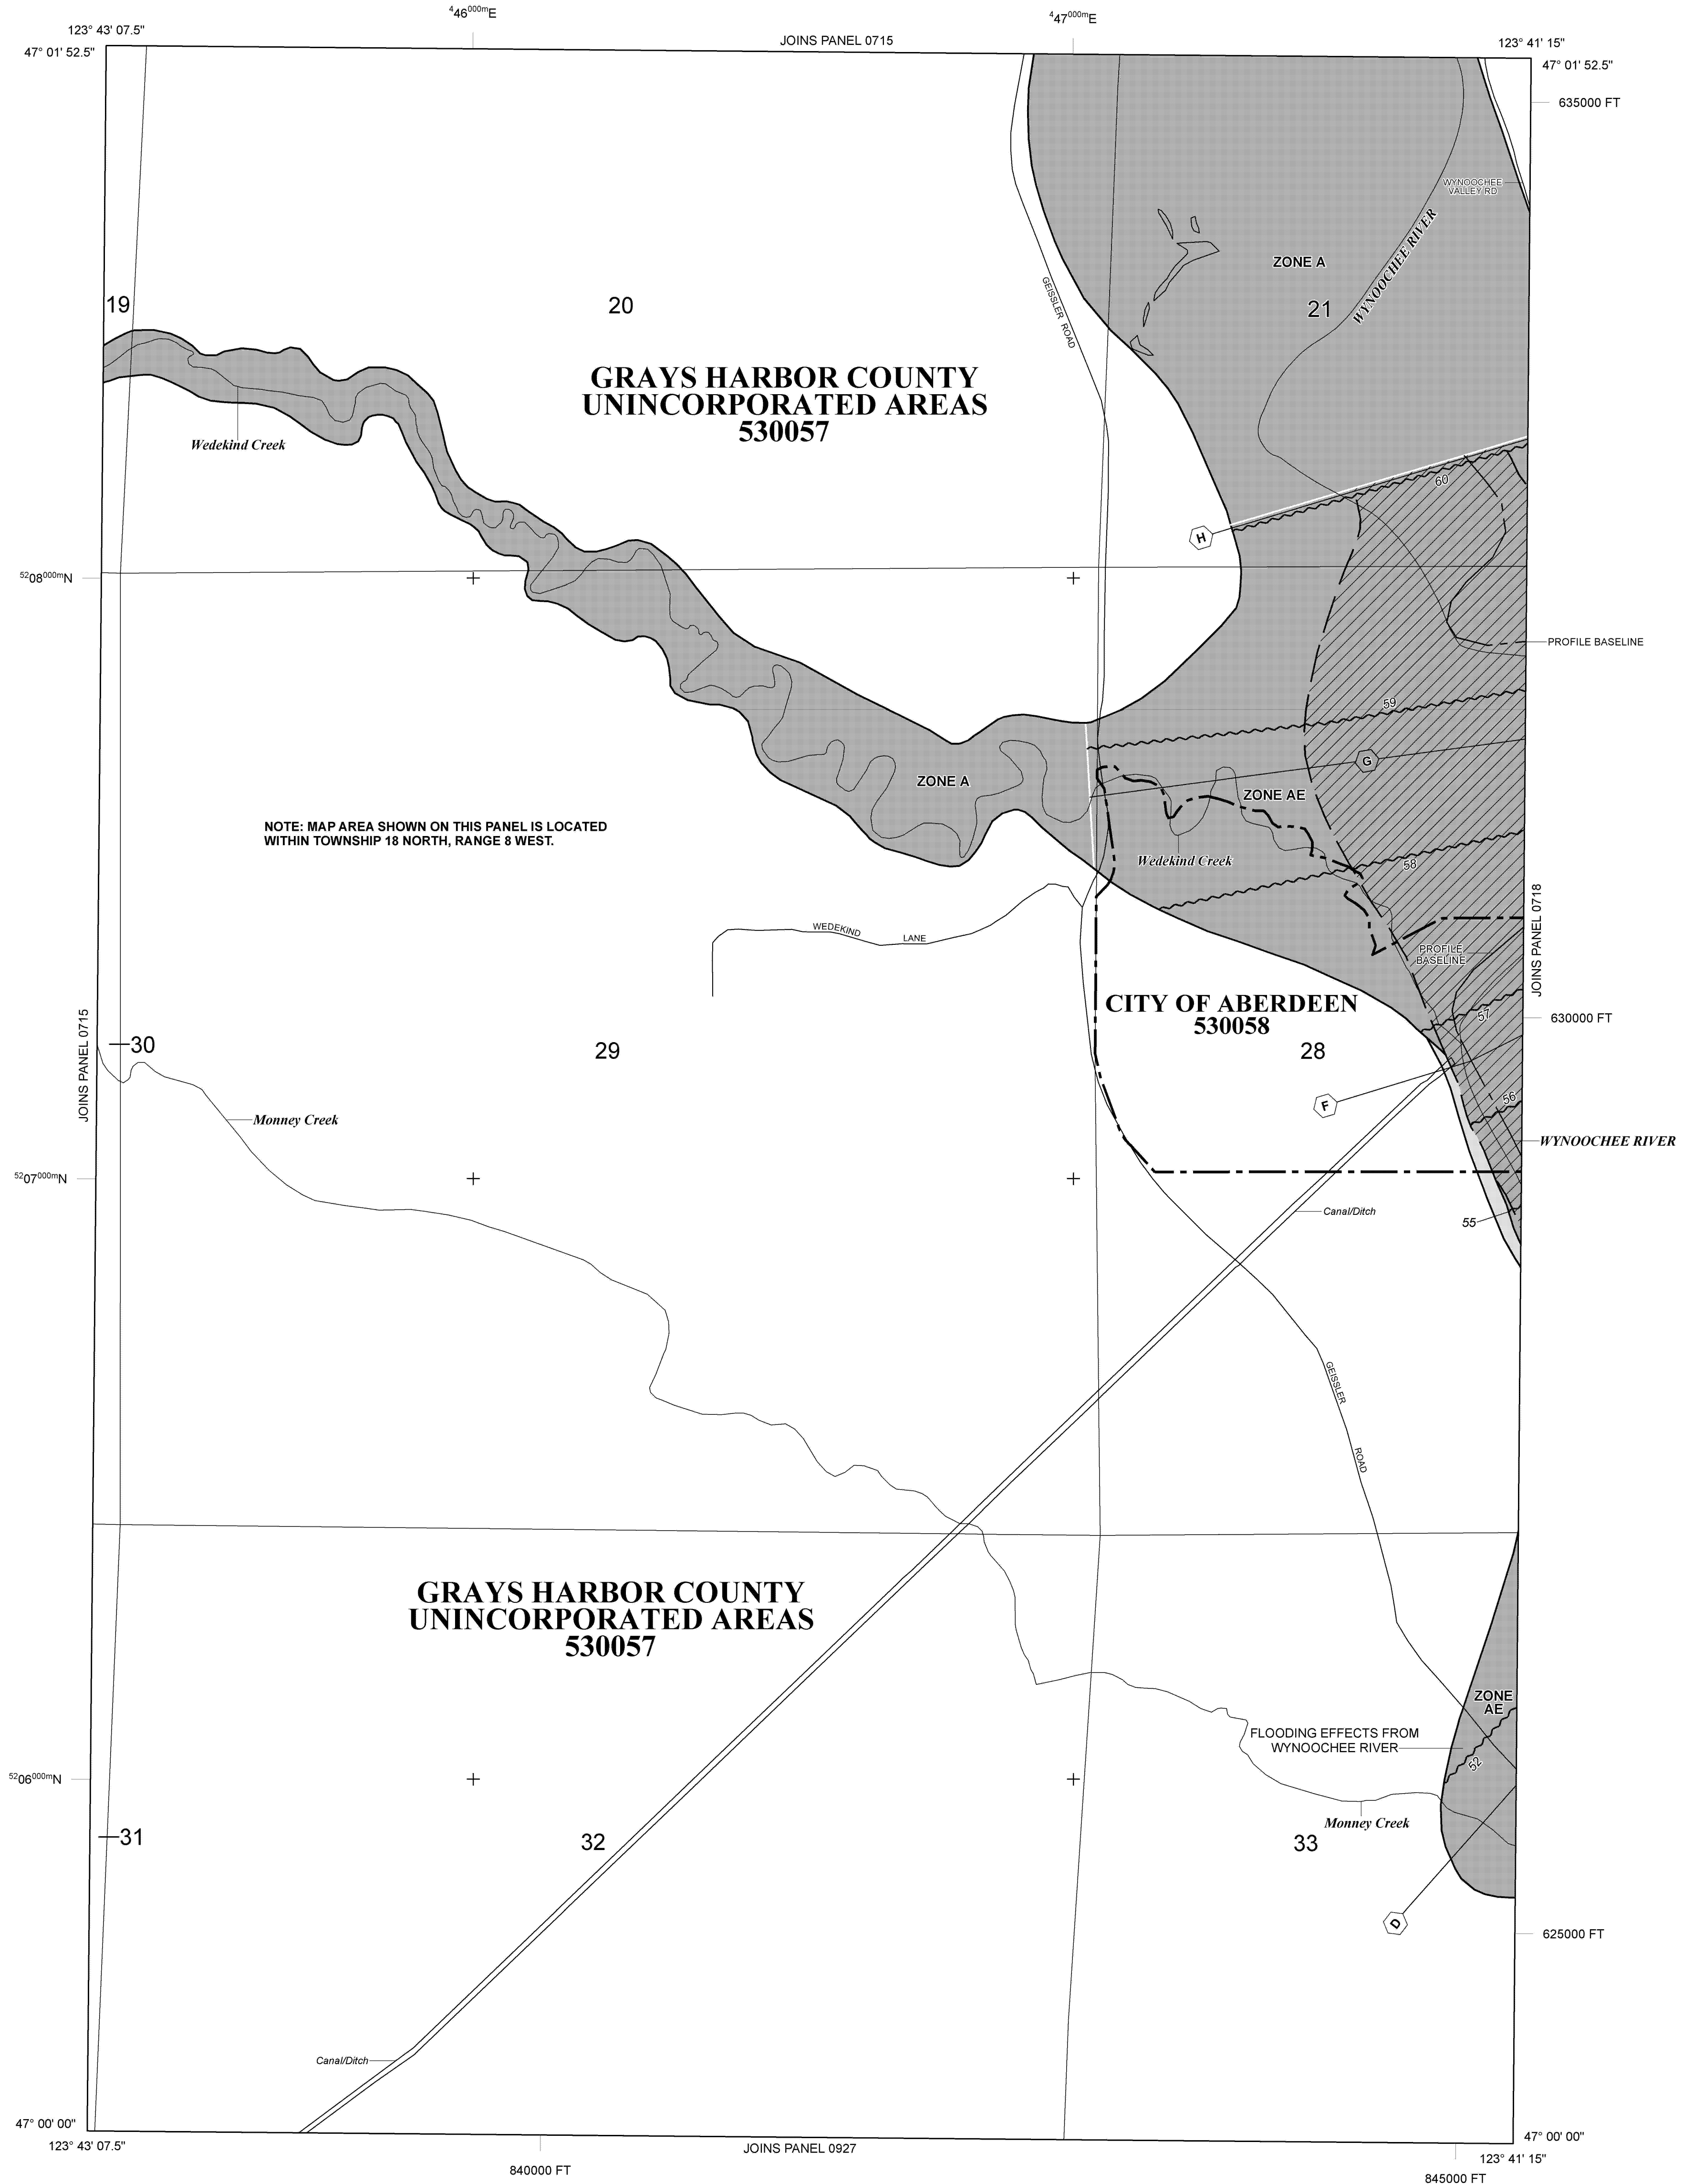 446000mE
447000mE
123° 43' 07.5"
JOINS PANEL 0715
123° 41' 15"
47° 01' 52.5"
47° 01' 52.5"
635000 FT
WYNOOCHEE
VALLEY RD
WYNOOCHEE RIVER
ZONE A
21
GEISSLER ROAD
19
20
GRAYS HARBOR COUNTY
UNINCORPORATED AREAS
530057
Wedekind Creek
60
H
5208000mN
PROFILE BASELINE
59
G
ZONE A
ZONE AE
NOTE: MAP AREA SHOWN ON THIS PANEL IS LOCATED
WITHIN TOWNSHIP 18 NORTH, RANGE 8 WEST.
Wedekind Creek
58
JOINS PANEL 0718
WEDEKIND LANE
PROFILE
BASELINE
CITY OF ABERDEEN
530058
57
630000 FT
JOINS PANEL 0715
30
29
28
56
F
Monney Creek
WYNOOCHEE RIVER
5207000mN
Canal/Ditch
55
GEISSLER
ROAD
GRAYS HARBOR COUNTY
UNINCORPORATED AREAS
530057
ZONE
AE
FLOODING EFFECTS FROM
WYNOOCHEE RIVER
52
5206000mN
Monney Creek
31
32
33
D
625000 FT
Canal/Ditch
47° 00' 00"
47° 00' 00"
123° 43' 07.5"
JOINS PANEL 0927
123° 41' 15"
840000 FT
845000 FT